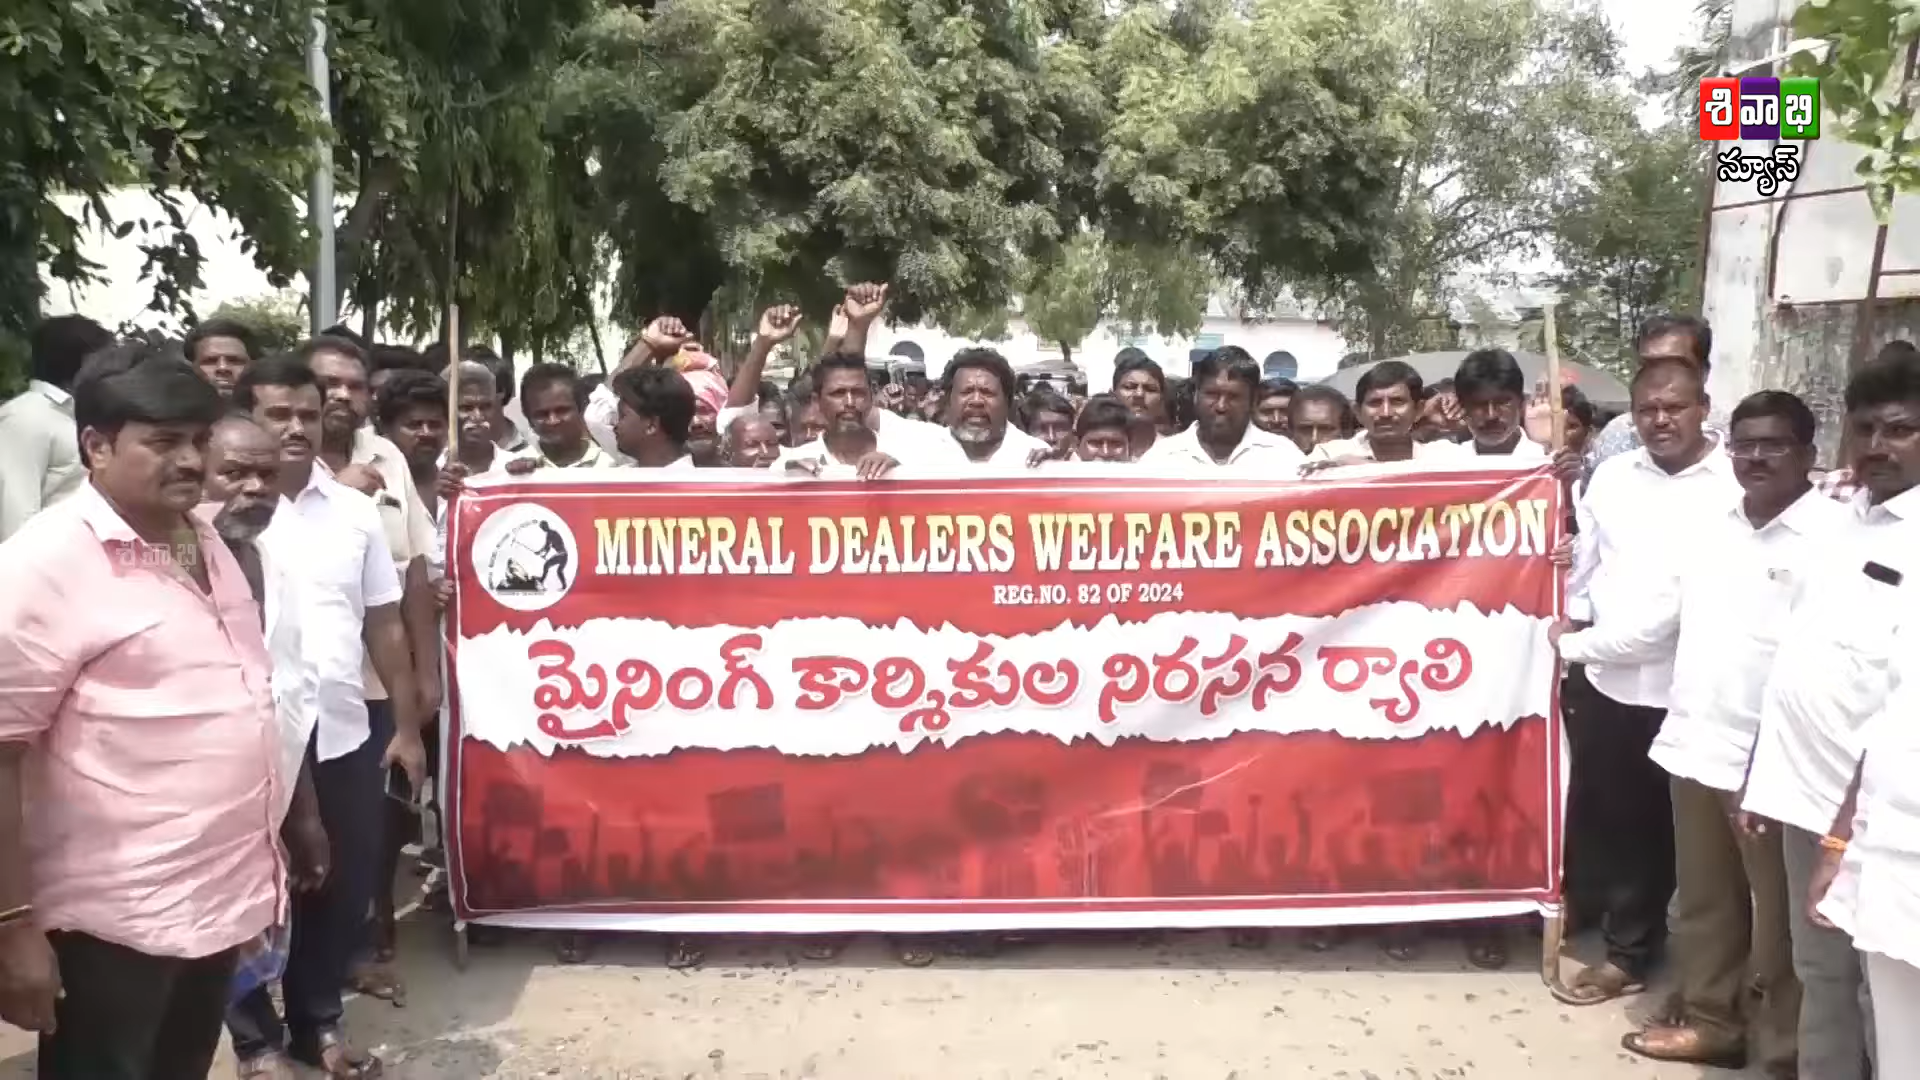 శివాభి
న్యూస్
MINERAL DEALERS WELFARE ASSOCIATION
REG.NO. 82 OF 2024
మైనింగ్ కార్మికుల నిరసన ర్యాలి
శివాభి